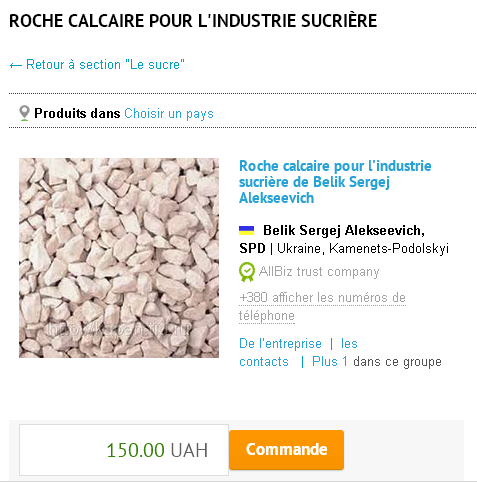 ROCHE CALCAIRE POUR L'INDUSTRIE SUCRIÈRE
← Retour à section "Le sucre"
Produits dans Choisir un pays
Roche calcaire pour l'industrie
sucrière de Belik Sergej
Alekseevich
Belik Sergej Alekseevich,
SPD | Ukraine, Kamenets-Podolskyi
AllBiz trust company
+380 afficher les numéros de
téléphone
De l'entreprise | les
contacts | Plus 1 dans ce groupe
150.00 UAH
Commande